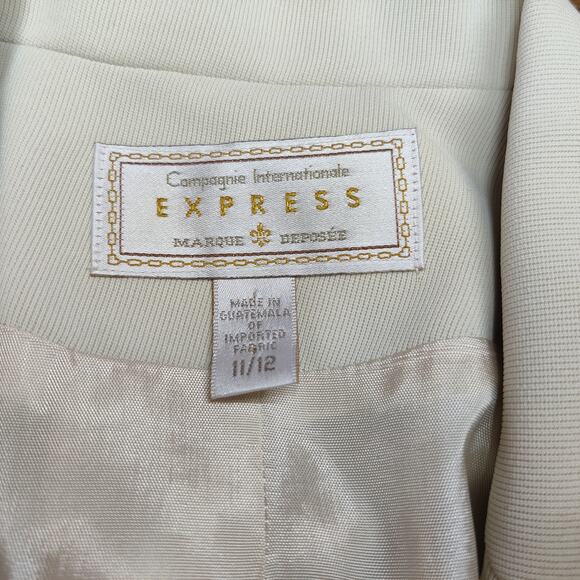 Compagnie Internationale
EXPRESS
MARQUE DEPOSÉE
MADE IN
GUATEMALA
OF
IMPORTED
FABRIC
11/12